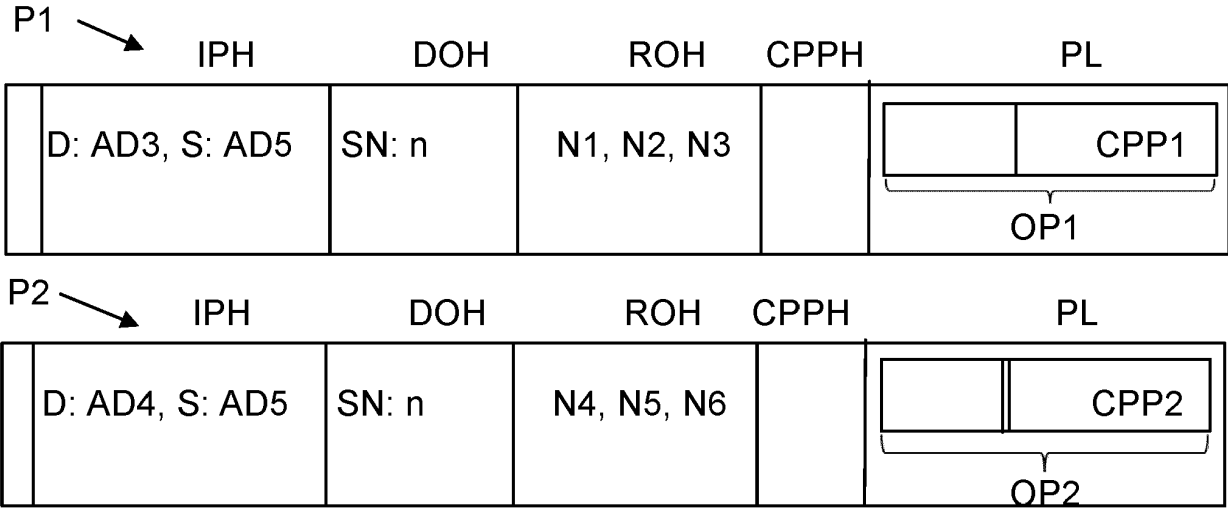 P1
IPH DOH ROH CPPH PL
D: AD3, S: AD5 SN: n N1, N2, N3 CPP1
OP1
P2
IPH DOH ROH CPPH PL
D: AD4, S: AD5 SN: n N4, N5, N6 CPP2
OP2